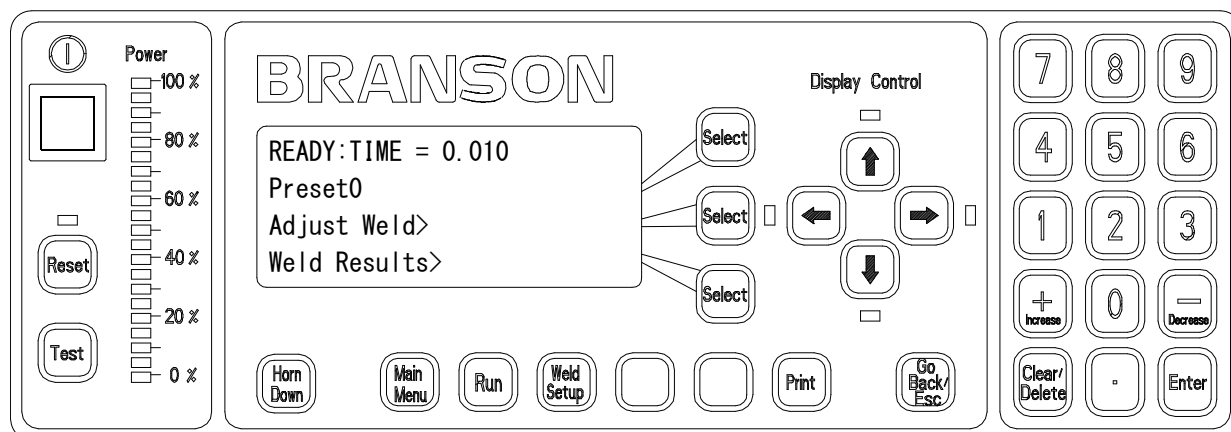 Power
100 %
80 %
60 %
40 %
20 %
0 %
Reset
Test
BRANSON
READY:TIME = 0.010
Preset0
Adjust Weld>
Weld Results>
Select
Select
Select
Display Control
Horn Down
Main Menu
Run
Weld Setup
Print
Go Back/ Esc
7 8 9
4 5 6
1 2 3
+ Increase 0 − Decrease
Clear/ Delete . Enter